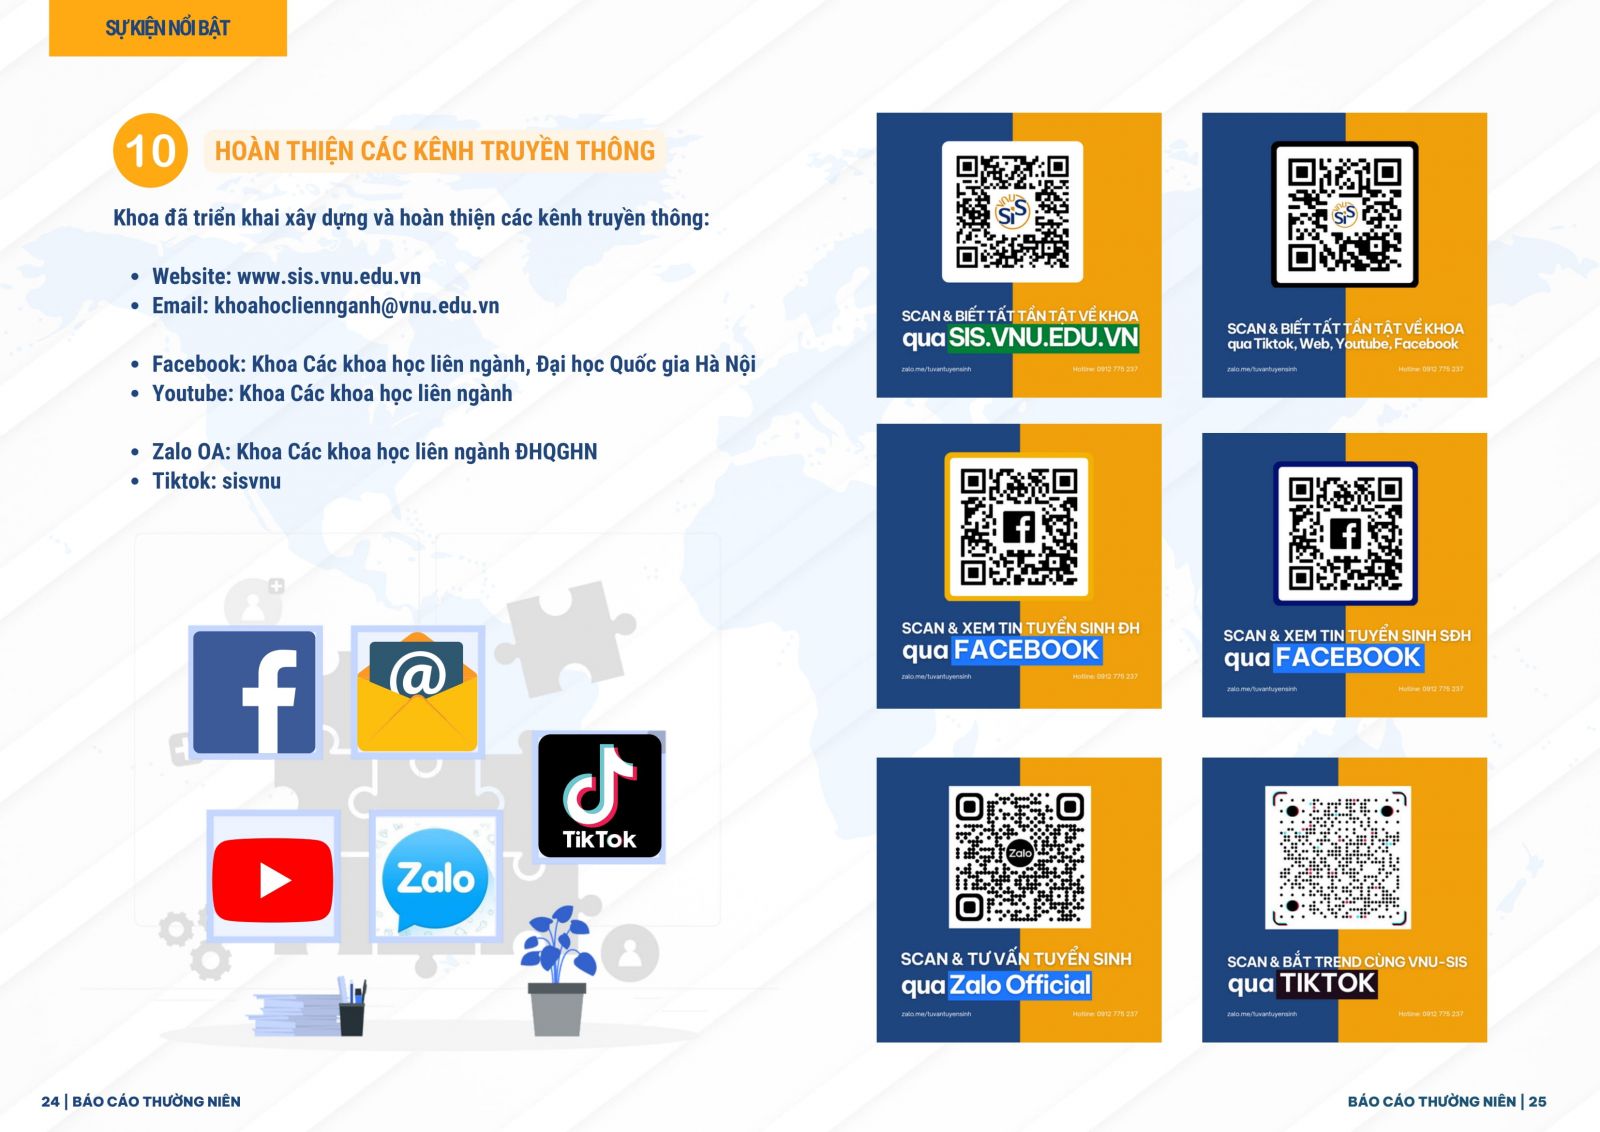 SỰ KIỆN NỔI BẬT
10
HOÀN THIỆN CÁC KÊNH TRUYỀN THÔNG
Khoa đã triển khai xây dựng và hoàn thiện các kênh truyền thông:
• Website: www.sis.vnu.edu.vn
• Email: khoahocliennganh@vnu.edu.vn
• Facebook: Khoa Các khoa học liên ngành, Đại học Quốc gia Hà Nội
• Youtube: Khoa Các khoa học liên ngành
• Zalo OA: Khoa Các khoa học liên ngành ĐHQGHN
• Tiktok: sisvnu
TikTok
Zalo
24 | BÁO CÁO THƯỜNG NIÊN
VNU SiS
SCAN & BIẾT TẤT TẦN TẬT VỀ KHOA
qua SIS.VNU.EDU.VN
zalo.me/tuvantuyensinh
Hotline: 0912 775 237
VNU SiS
SCAN & BIẾT TẤT TẦN TẬT VỀ KHOA
qua Tiktok, Web, Youtube, Facebook
zalo.me/tuvantuyensinh
Hotline: 0912 775 237
SCAN & XEM TIN TUYỂN SINH ĐH
qua FACEBOOK
zalo.me/tuvantuyensinh
Hotline: 0912 775 237
SCAN & XEM TIN TUYỂN SINH SĐH
qua FACEBOOK
zalo.me/tuvantuyensinh
Hotline: 0912 775 237
Zalo
SCAN & TƯ VẤN TUYỂN SINH
qua Zalo Official
zalo.me/tuvantuyensinh
Hotline: 0912 775 237
SCAN & BẮT TREND CÙNG VNU-SIS
qua TIKTOK
zalo.me/tuvantuyensinh
Hotline: 0912 775 237
BÁO CÁO THƯỜNG NIÊN | 25